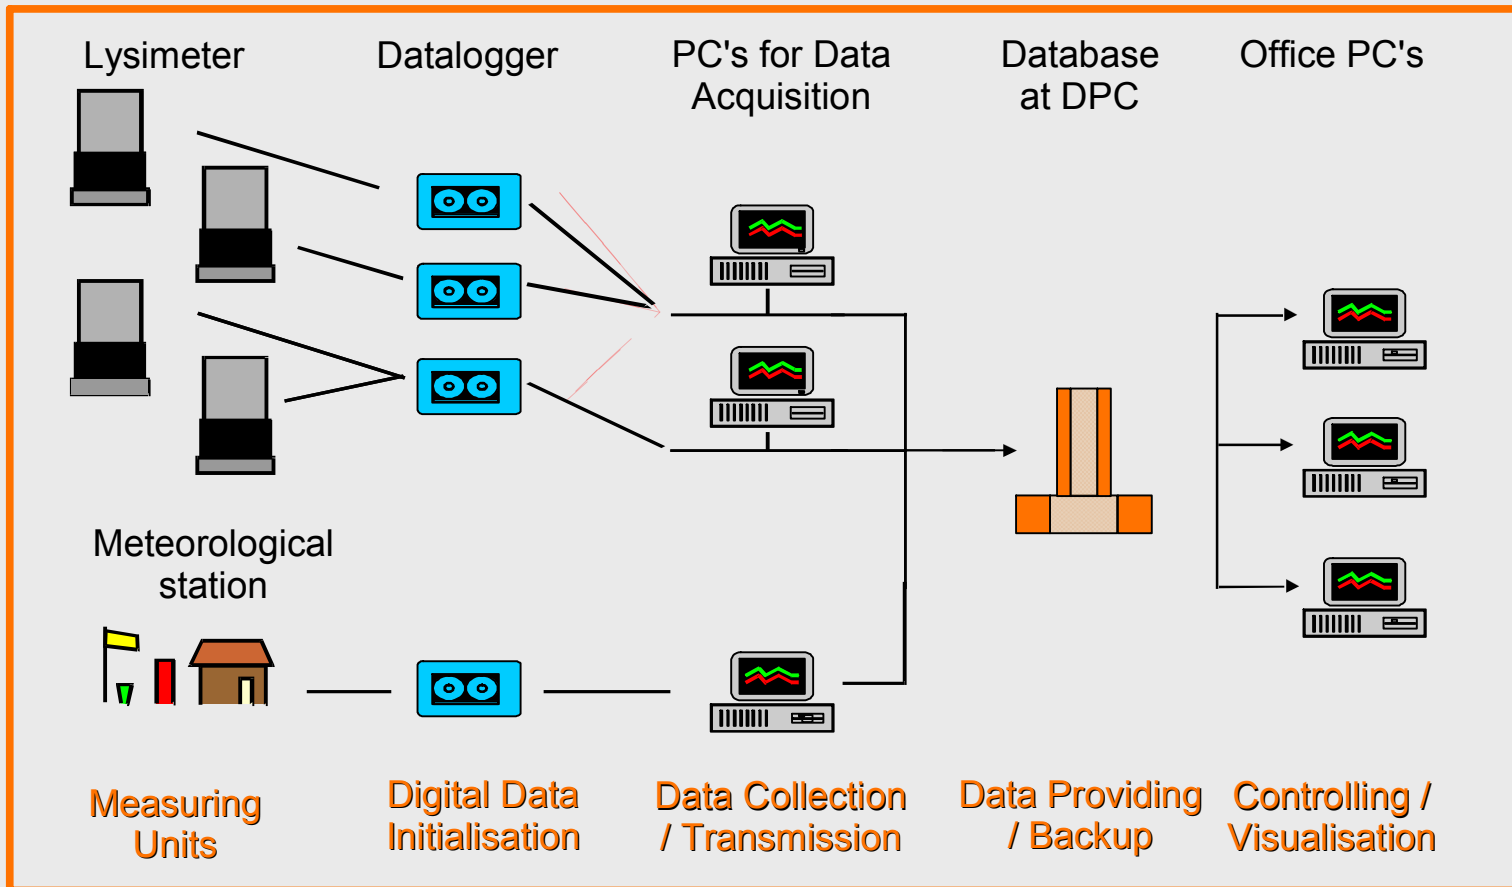 Lysimeter
Datalogger
PC's for Data
Acquisition
Database
at DPC
Office PC's
Meteorological
station
Measuring
Units
Digital Data
Initialisation
Data Collection
/ Transmission
Data Providing
/ Backup
Controlling /
Visualisation